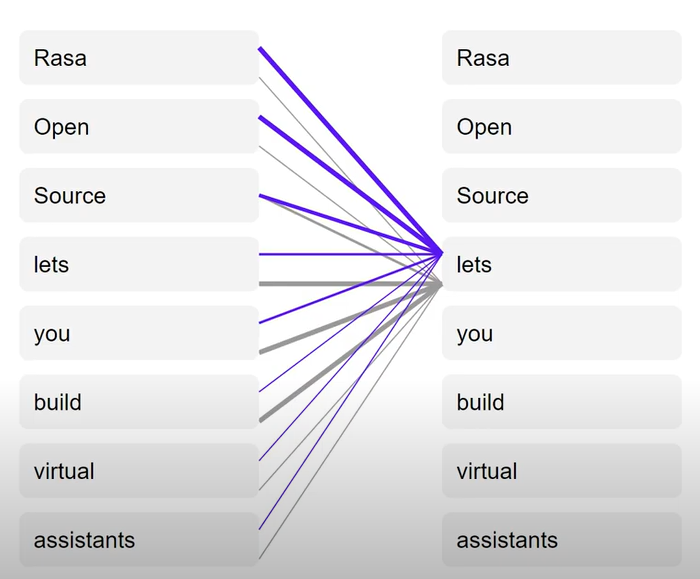 Rasa
Open
Source
lets
you
build
virtual
assistants
Rasa
Open
Source
lets
you
build
virtual
assistants